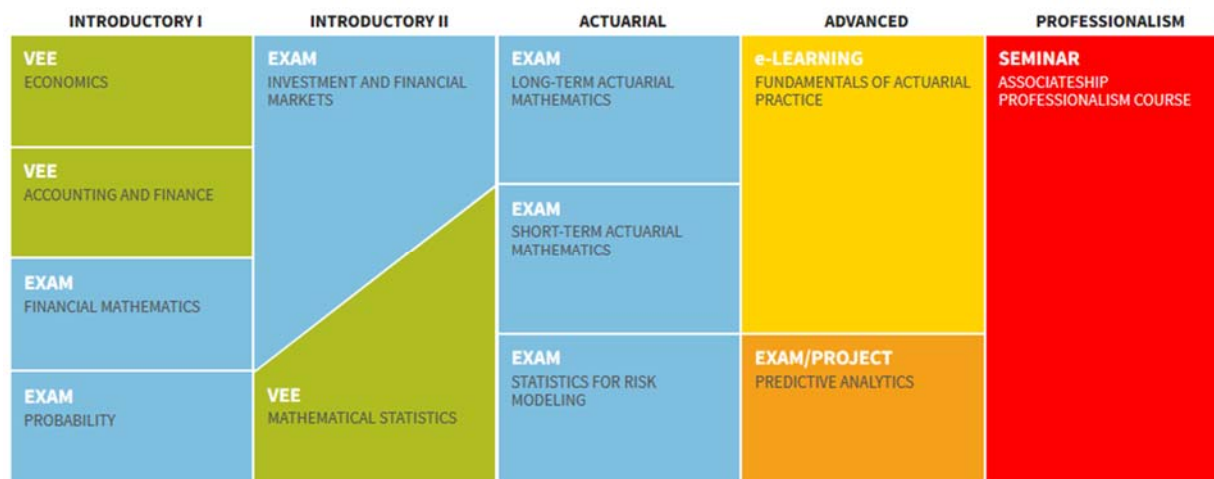 INTRODUCTORY I
INTRODUCTORY II
ACTUARIAL
ADVANCED
PROFESSIONALISM
VEE
ECONOMICS
VEE
ACCOUNTING AND FINANCE
EXAM
FINANCIAL MATHEMATICS
EXAM
PROBABILITY
EXAM
INVESTMENT AND FINANCIAL
MARKETS
VEE
MATHEMATICAL STATISTICS
EXAM
LONG-TERM ACTUARIAL
MATHEMATICS
EXAM
SHORT-TERM ACTUARIAL
MATHEMATICS
EXAM
STATISTICS FOR RISK
MODELING
e-LEARNING
FUNDAMENTALS OF ACTUARIAL
PRACTICE
EXAM/PROJECT
PREDICTIVE ANALYTICS
SEMINAR
ASSOCIATESHIP
PROFESSIONALISM COURSE